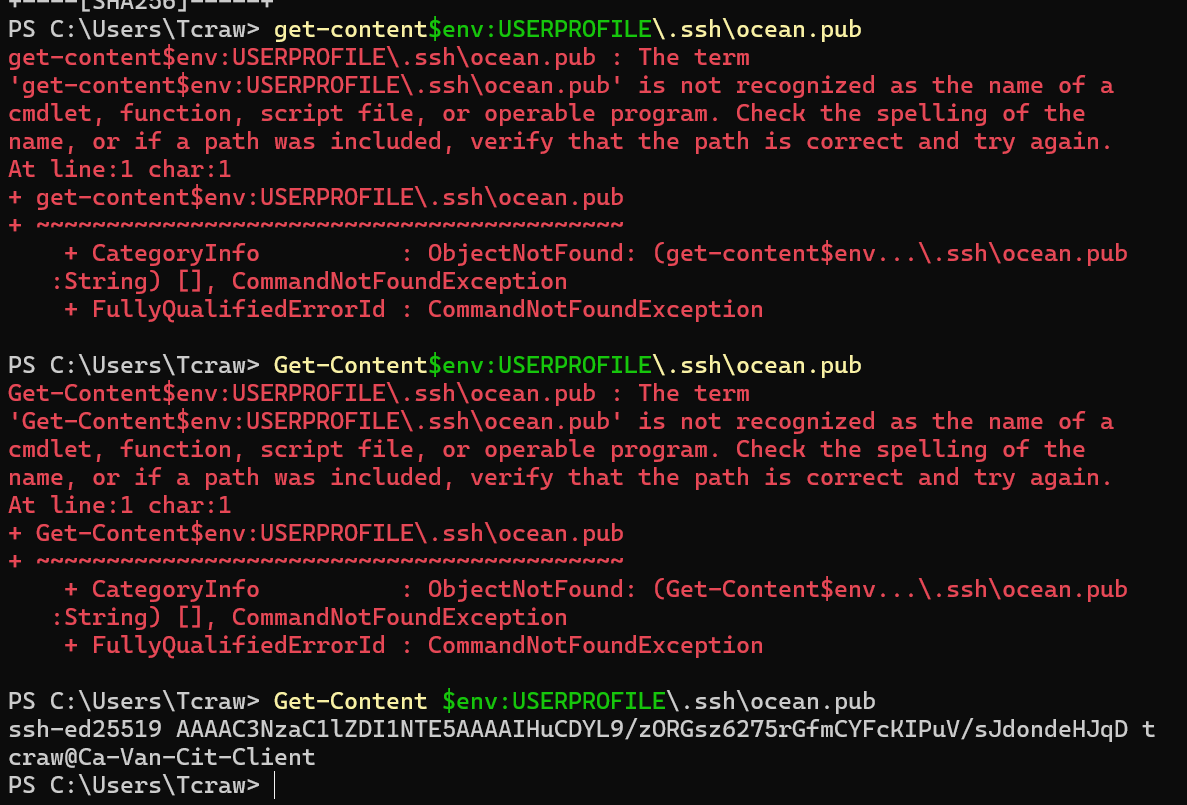 +----[SHA256]-----+
PS C:\Users\Tcraw> get-content$env:USERPROFILE\.ssh\ocean.pub
get-content$env:USERPROFILE\.ssh\ocean.pub : The term
'get-content$env:USERPROFILE\.ssh\ocean.pub' is not recognized as the name of a
cmdlet, function, script file, or operable program. Check the spelling of the
name, or if a path was included, verify that the path is correct and try again.
At line:1 char:1
+ get-content$env:USERPROFILE\.ssh\ocean.pub
+ ~~~~~~~~~~~~~~~~~~~~~~~~~~~~~~~~~~~~~~~~~~
    + CategoryInfo          : ObjectNotFound: (get-content$env...\.ssh\ocean.pub
   :String) [], CommandNotFoundException
    + FullyQualifiedErrorId : CommandNotFoundException

PS C:\Users\Tcraw> Get-Content$env:USERPROFILE\.ssh\ocean.pub
Get-Content$env:USERPROFILE\.ssh\ocean.pub : The term
'Get-Content$env:USERPROFILE\.ssh\ocean.pub' is not recognized as the name of a
cmdlet, function, script file, or operable program. Check the spelling of the
name, or if a path was included, verify that the path is correct and try again.
At line:1 char:1
+ Get-Content$env:USERPROFILE\.ssh\ocean.pub
+ ~~~~~~~~~~~~~~~~~~~~~~~~~~~~~~~~~~~~~~~~~~
    + CategoryInfo          : ObjectNotFound: (Get-Content$env...\.ssh\ocean.pub
   :String) [], CommandNotFoundException
    + FullyQualifiedErrorId : CommandNotFoundException

PS C:\Users\Tcraw> Get-Content $env:USERPROFILE\.ssh\ocean.pub
ssh-ed25519 AAAAC3NzaC1lZDI1NTE5AAAAIHuCDYL9/zORGsz6275rGfmCYFcKIPuV/sJdondeHJqD t
craw@Ca-Van-Cit-Client
PS C:\Users\Tcraw>